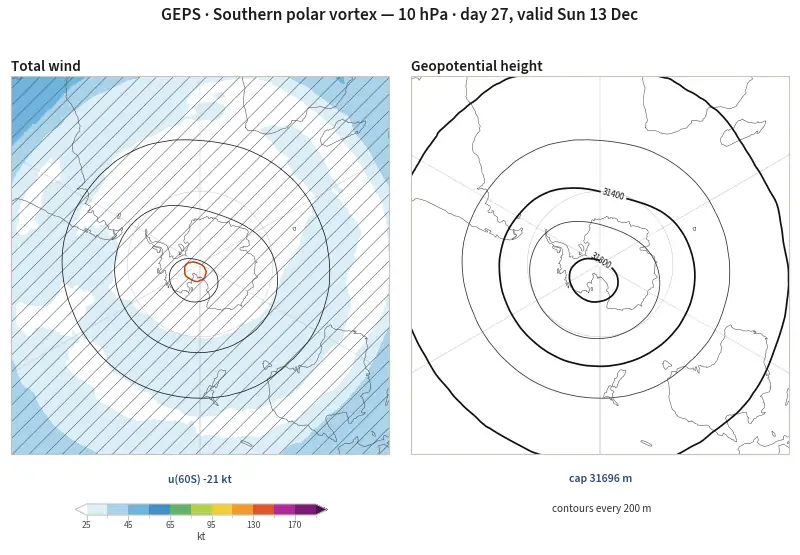 GEPS · Southern polar vortex — 10 hPa · day 27, valid Sun 13 Dec
Total wind
Geopotential height
31400
31800
u(60S) -21 kt
cap 31696 m
contours every 200 m
25 45 65 95 130 170
kt